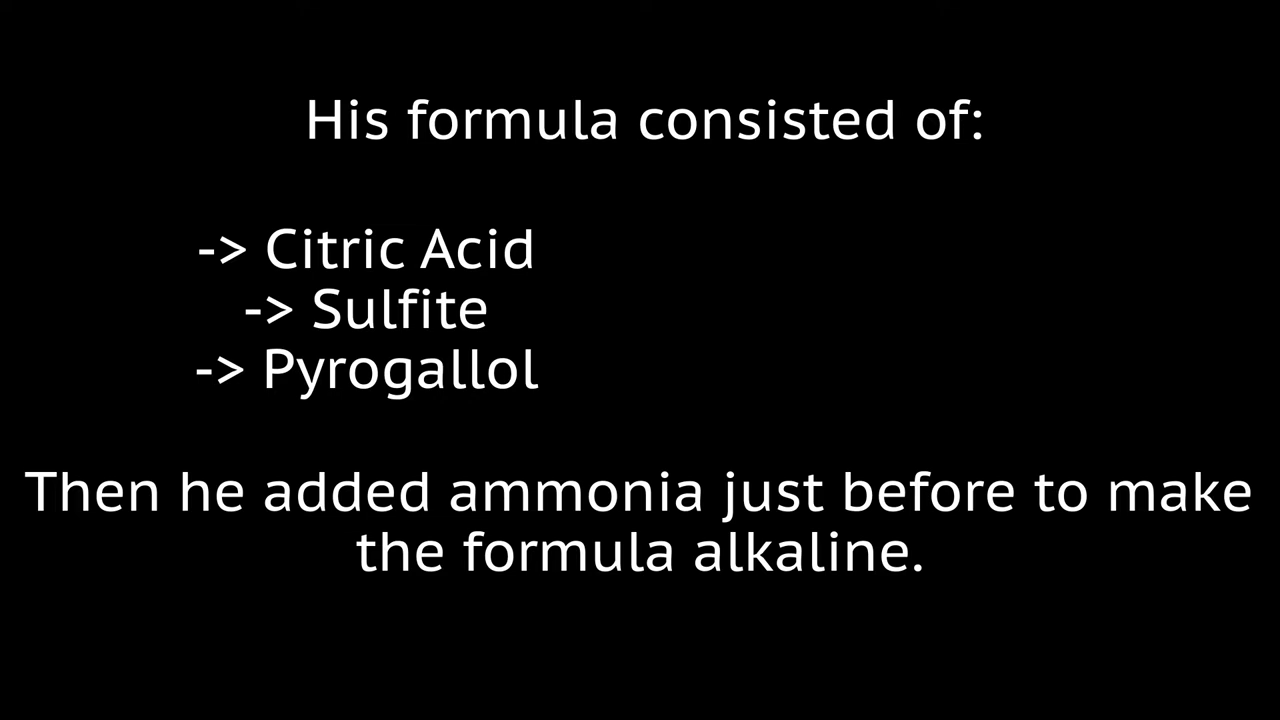 His formula consisted of:
-> Citric Acid
-> Sulfite
-> Pyrogallol
Then he added ammonia just before to make
the formula alkaline.